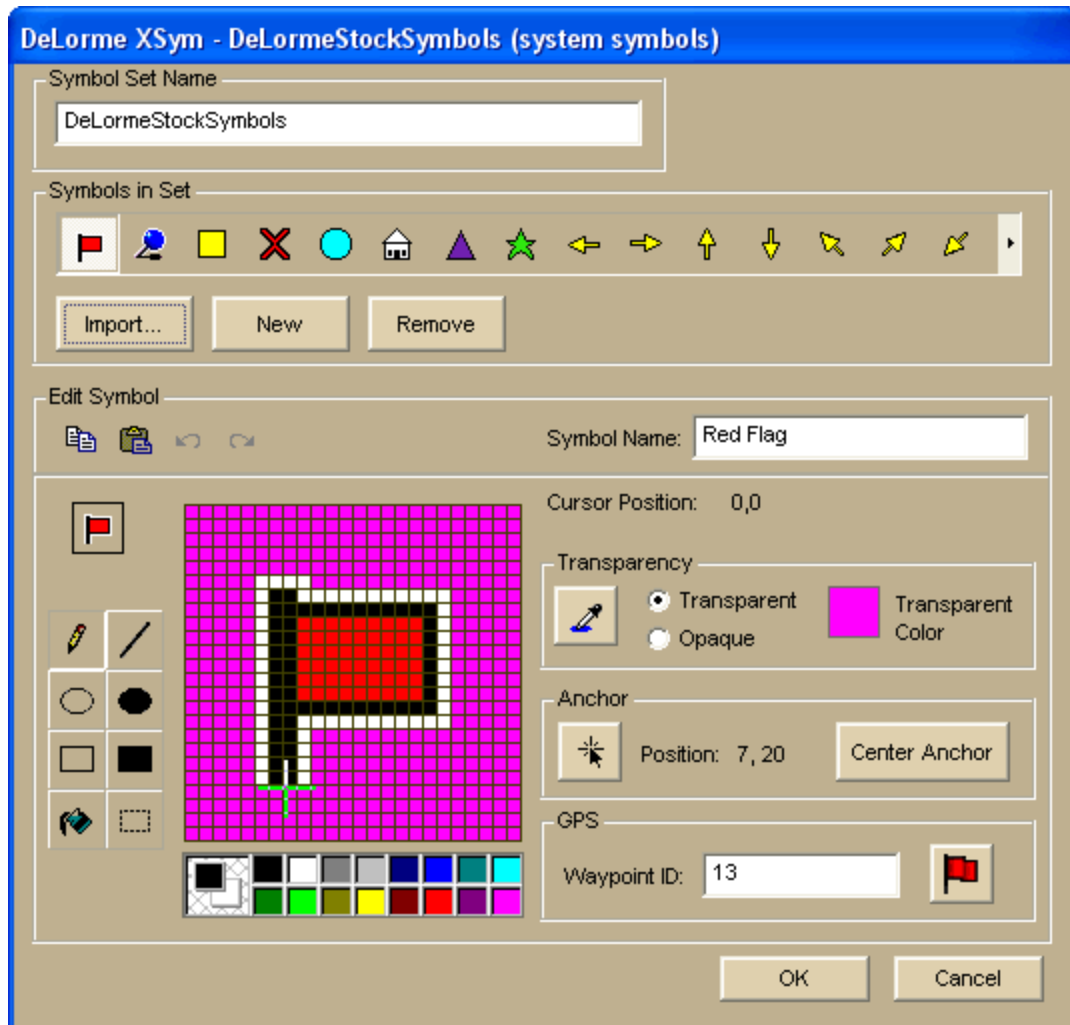 DeLorme XSym - DeLormeStockSymbols (system symbols)
Symbol Set Name
DeLormeStockSymbols
Symbols in Set
Import...
New
Remove
Edit Symbol
Symbol Name: Red Flag
Cursor Position: 0,0
Transparency
Transparent
Opaque
Transparent
Color
Anchor
Position: 7, 20
Center Anchor
GPS
Waypoint ID: 13
OK
Cancel